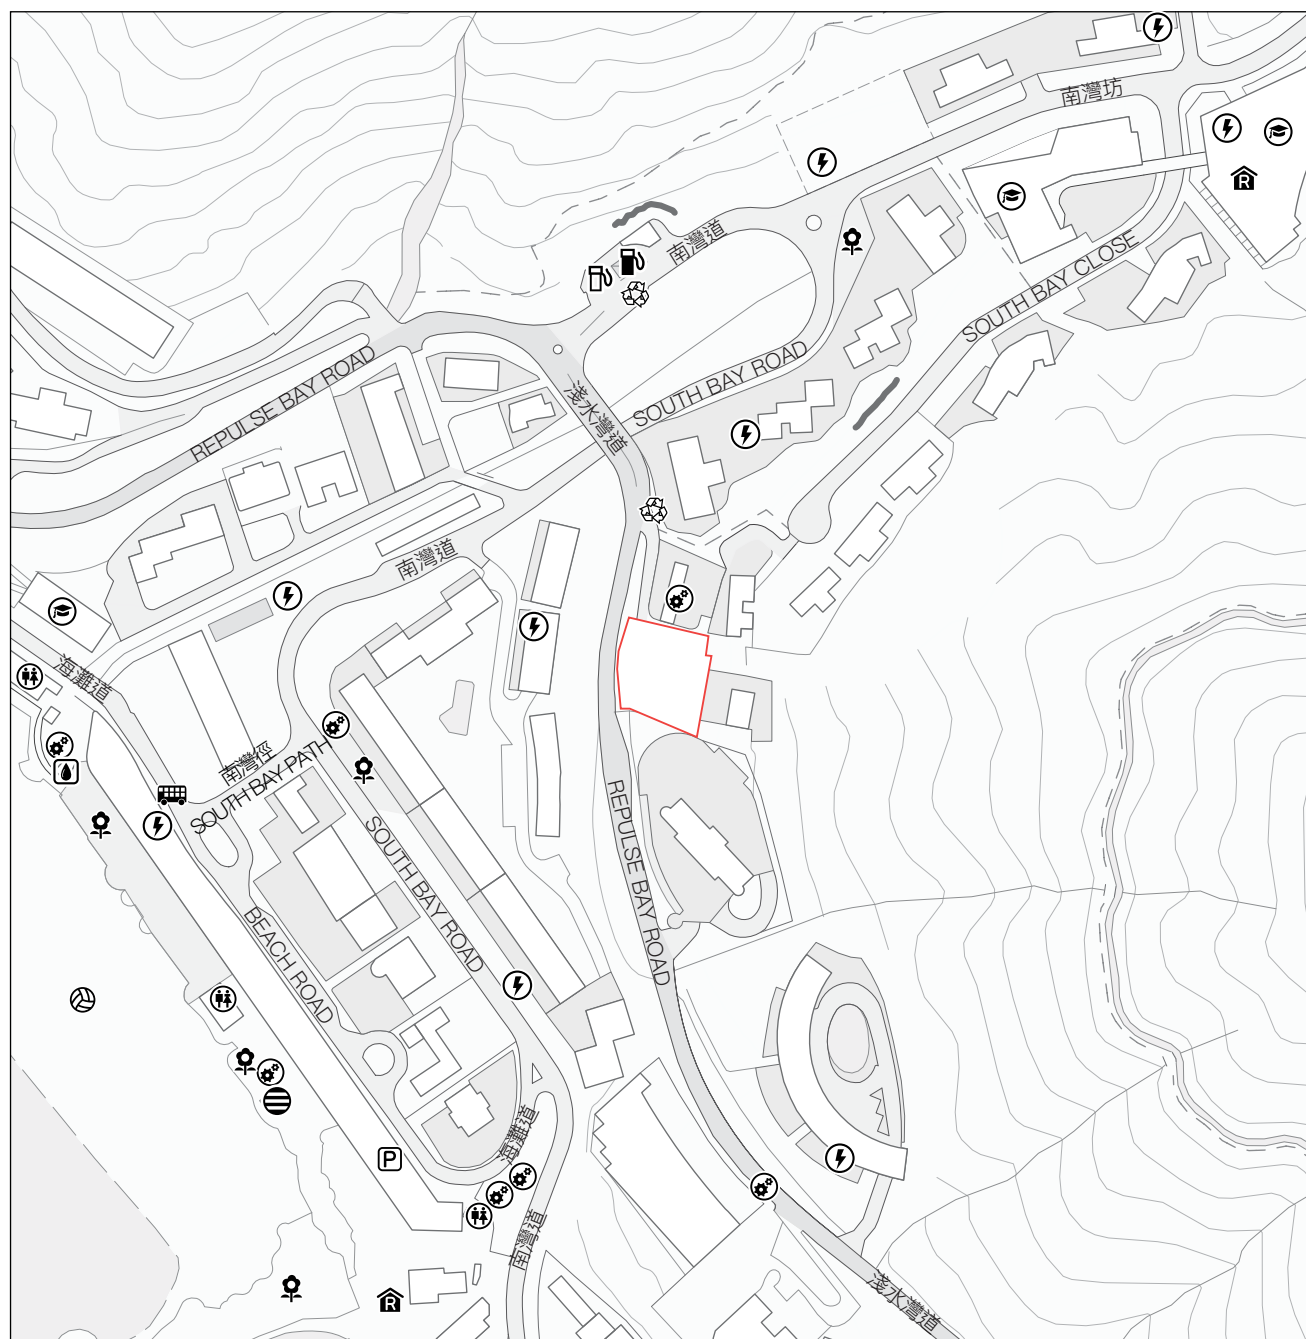 南灣坊
南灣道
SOUTH BAY CLOSE
REPULSE BAY ROAD
SOUTH BAY ROAD
淺水灣道
南灣道
海灘道
南灣徑
SOUTH BAY PATH
REPULSE BAY ROAD
SOUTH BAY ROAD
BEACH ROAD
R
P
海灘道
南灣道
淺水灣道
R